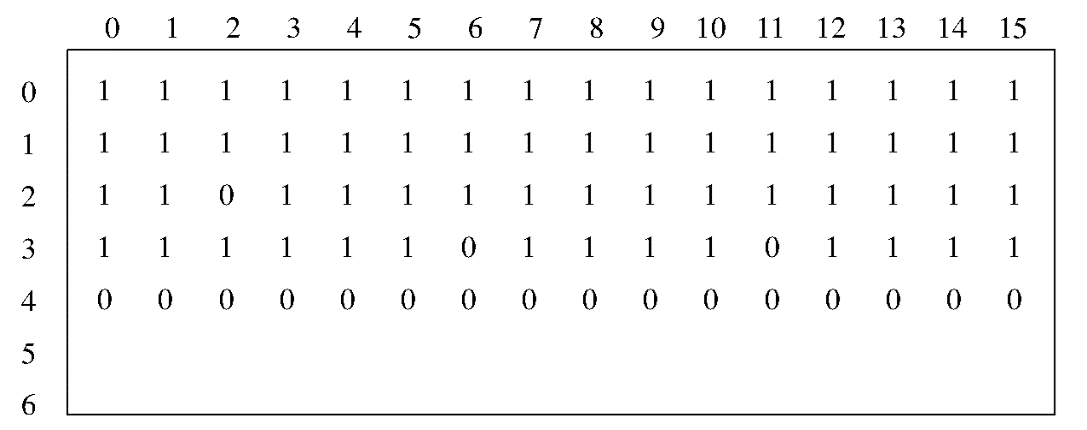 0 1 2 3 4 5 6 7 8 9 10 11 12 13 14 15
0 1 1 1 1 1 1 1 1 1 1 1 1 1 1 1 1
1 1 1 1 1 1 1 1 1 1 1 1 1 1 1 1 1
2 1 1 0 1 1 1 1 1 1 1 1 1 1 1 1 1
3 1 1 1 1 1 1 0 1 1 1 1 0 1 1 1 1
4 0 0 0 0 0 0 0 0 0 0 0 0 0 0 0 0
5
6